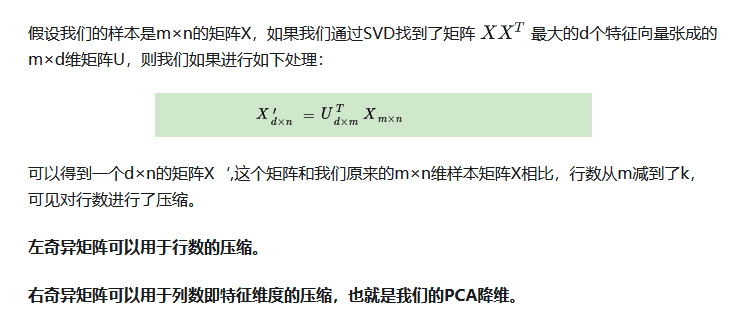 假设我们的样本是m×n的矩阵X，如果我们通过SVD找到了矩阵 XXᵀ 最大的d个特征向量张成的
m×d维矩阵U，则我们如果进行如下处理：
X′d×n = Uᵀd×m Xm×n
可以得到一个d×n的矩阵X‘,这个矩阵和我们原来的m×n维样本矩阵X相比，行数从m减到了k，
可见对行数进行了压缩。
左奇异矩阵可以用于行数的压缩。
右奇异矩阵可以用于列数即特征维度的压缩，也就是我们的PCA降维。